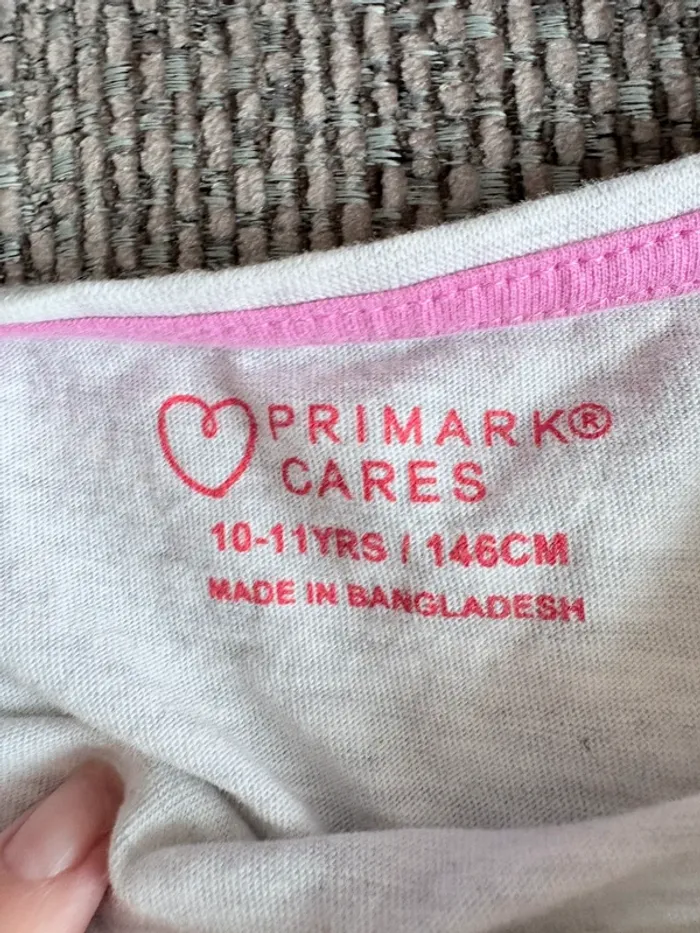 PRIMARK®
CARES
10-11YRS / 146CM
MADE IN BANGLADESH